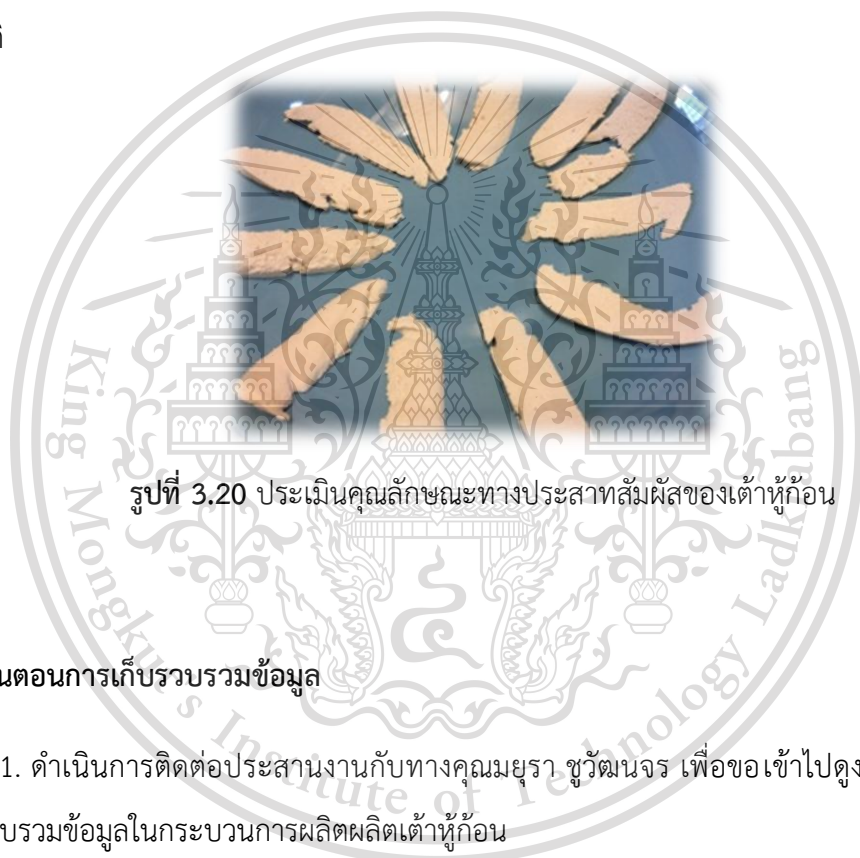 รูปที่ 3.20 ประเมินคุณลักษณะทางประสาทสัมผัสของเต้าหู้ก้อน
นตอนการเก็บรวบรวมข้อมูล
1. ดำเนินการติดต่อประสานงานกับทางคุณมยุรา ชูวัฒนจร เพื่อขอเข้าไปดูง
บรวมข้อมูลในกระบวนการผลิตผลิตเต้าหู้ก้อน
King Mongkut's Institute of Technology Ladkrabang